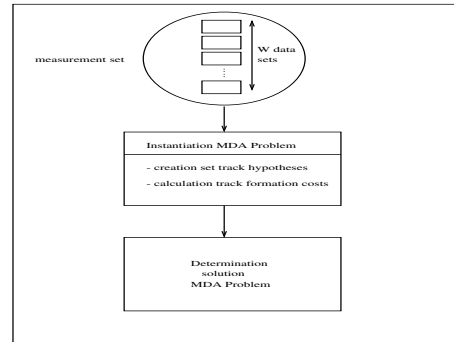 W data
measurement set
sets
Instantiation MDA Problem
- creation set track hypotheses
- calculation track formation costs
Determination
solution
MDA Problem